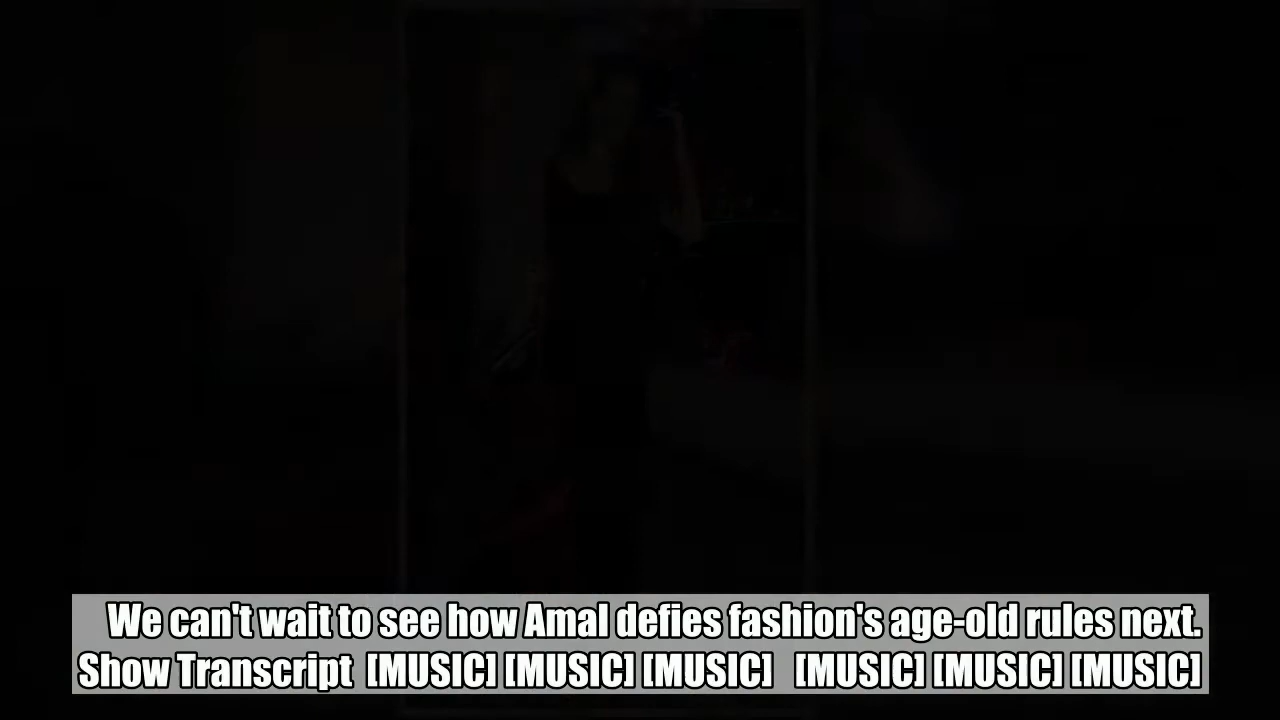 We can't wait to see how Amal defies fashion's age-old rules next.
Show Transcript [MUSIC] [MUSIC] [MUSIC] [MUSIC] [MUSIC] [MUSIC]